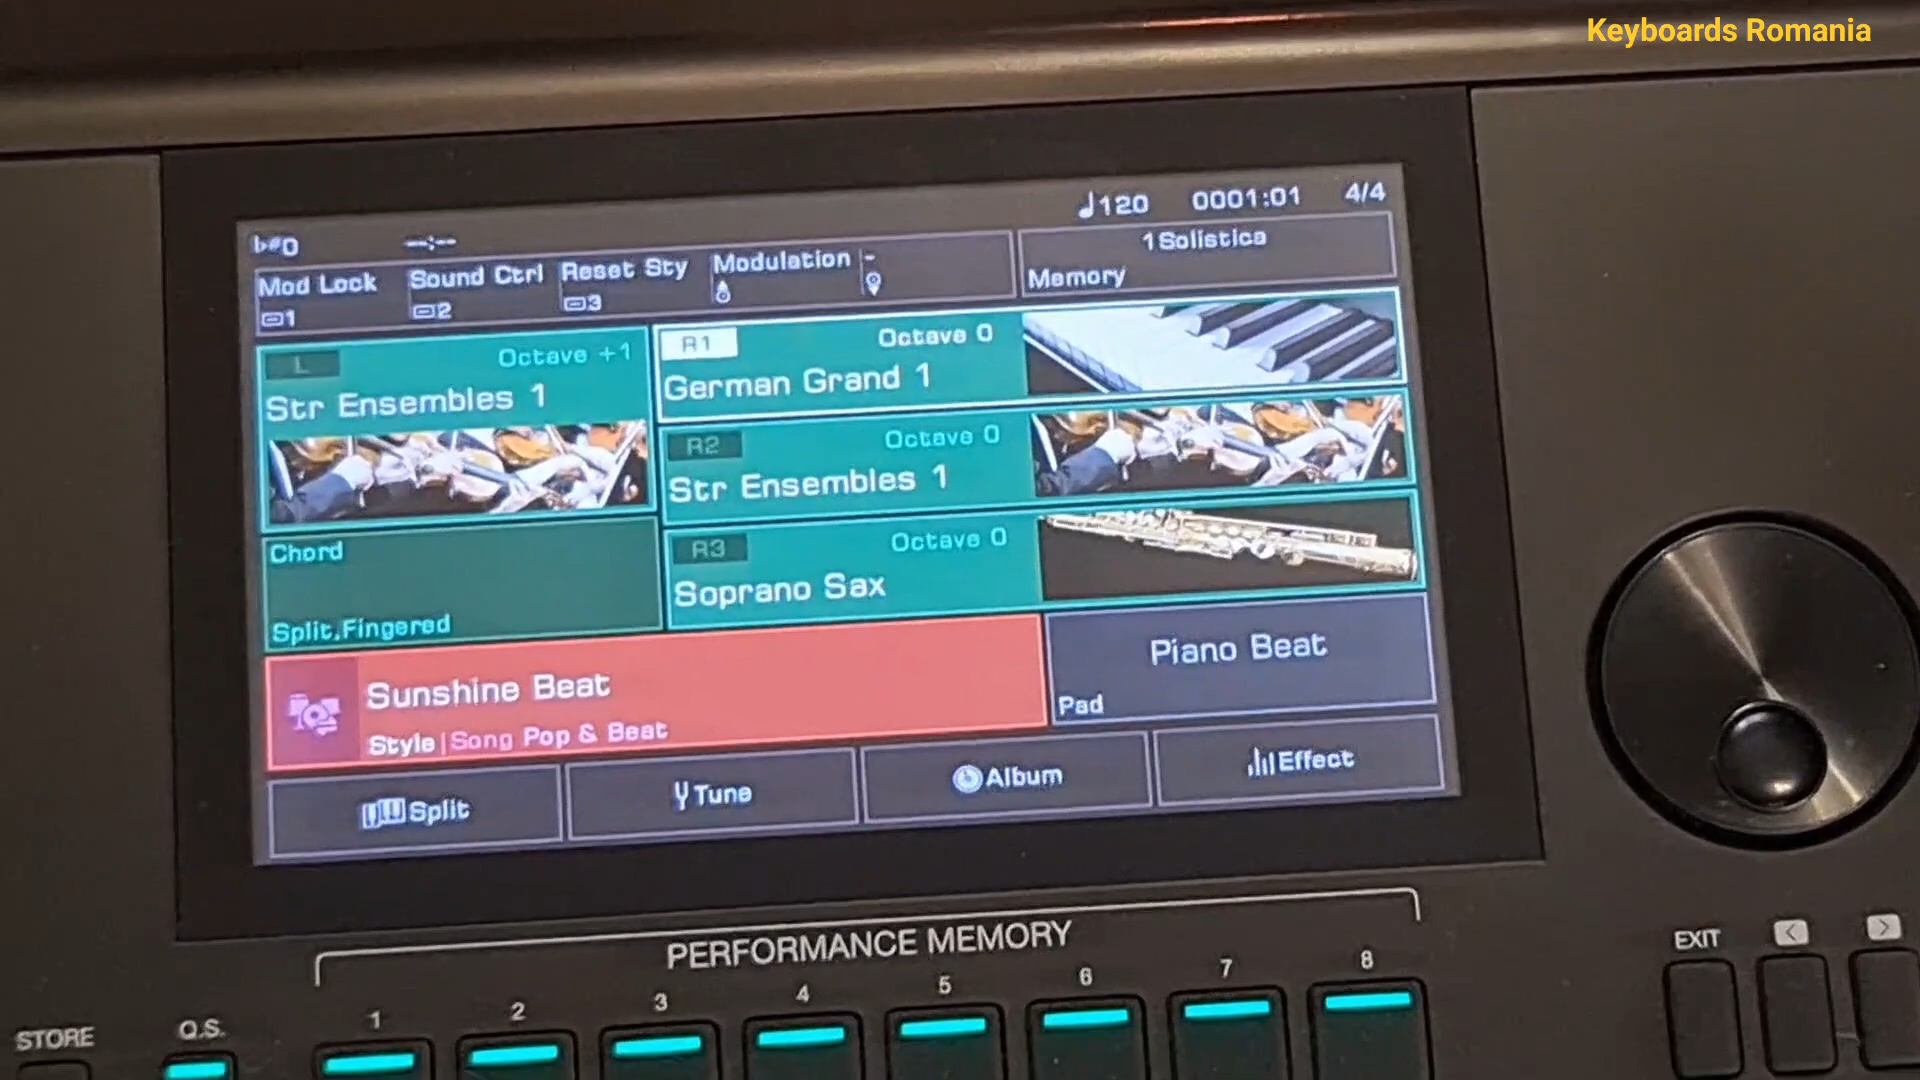 Keyboards Romania
♩120 0001:01 4/4
b#0 --:--
Mod Lock Sound Ctrl Reset Sty Modulation -
1 2 3
1 Solistica
Memory
L Octave +1
Str Ensembles 1
R1 Octave 0
German Grand 1
R2 Octave 0
Str Ensembles 1
R3 Octave 0
Soprano Sax
Chord
Split,Fingered
Sunshine Beat
Style|Song Pop & Beat
Piano Beat
Pad
Split Tune Album Effect
PERFORMANCE MEMORY
STORE Q.S. 1 2 3 4 5 6 7 8
EXIT < >